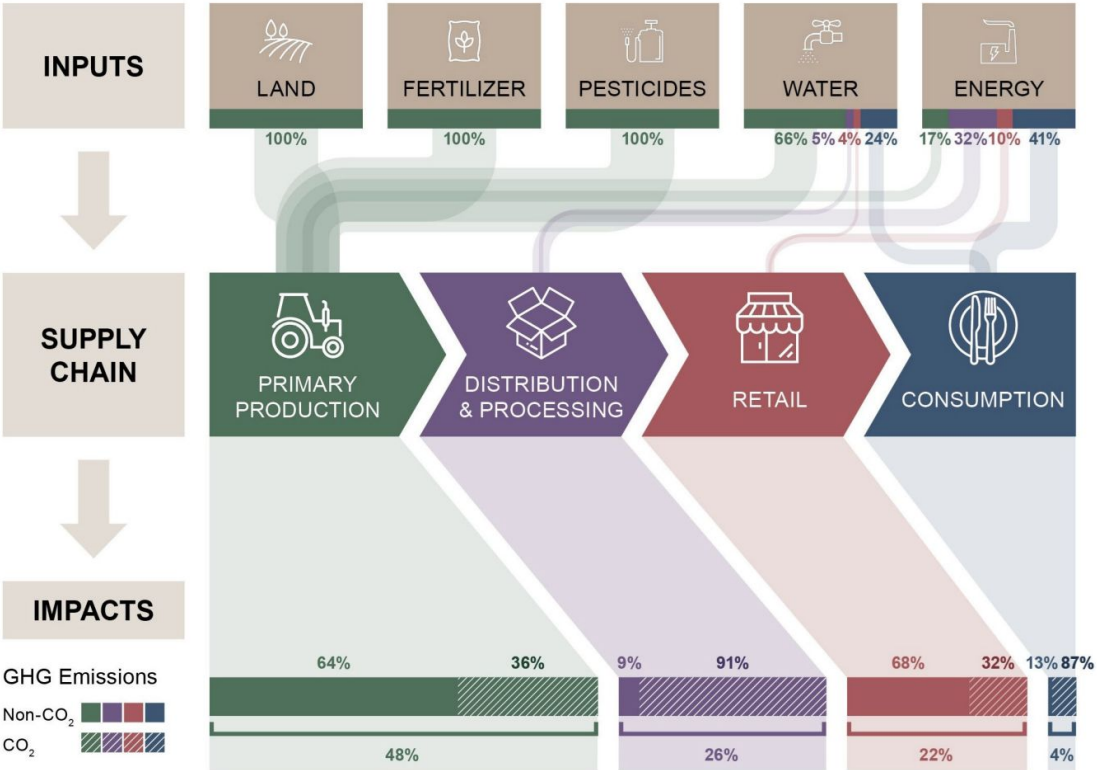 INPUTS
LAND
FERTILIZER
PESTICIDES
WATER
ENERGY
100%
100%
100%
66% 5% 4% 24%
17% 32% 10% 41%
SUPPLY
CHAIN
PRIMARY
PRODUCTION
DISTRIBUTION
& PROCESSING
RETAIL
CONSUMPTION
IMPACTS
GHG Emissions
Non-CO₂
CO₂
64% 36%
9% 91%
68% 32%
13% 87%
48%
26%
22%
4%